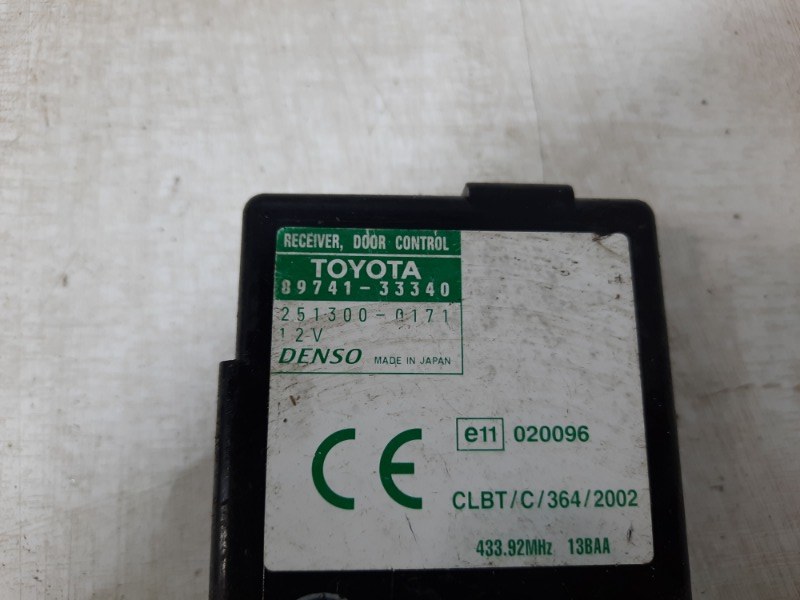 RECEIVER, DOOR CONTROL
TOYOTA
89741-33340
251300-0171
12V
DENSO MADE IN JAPAN
CE
e11 020096
CLBT/C/364/2002
433.92MHz 13BAA